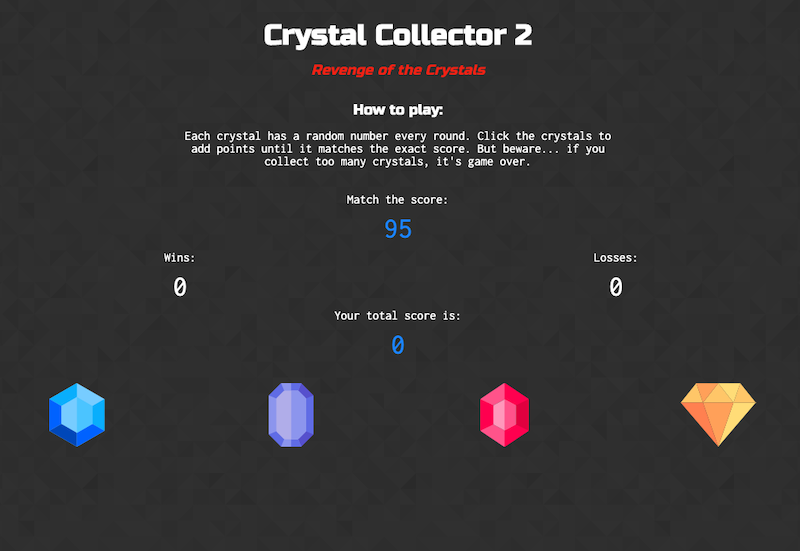 Crystal Collector 2
Revenge of the Crystals
How to play:
Each crystal has a random number every round. Click the crystals to
add points until it matches the exact score. But beware... if you
collect too many crystals, it's game over.
Match the score:
95
Wins:
0
Losses:
0
Your total score is:
0